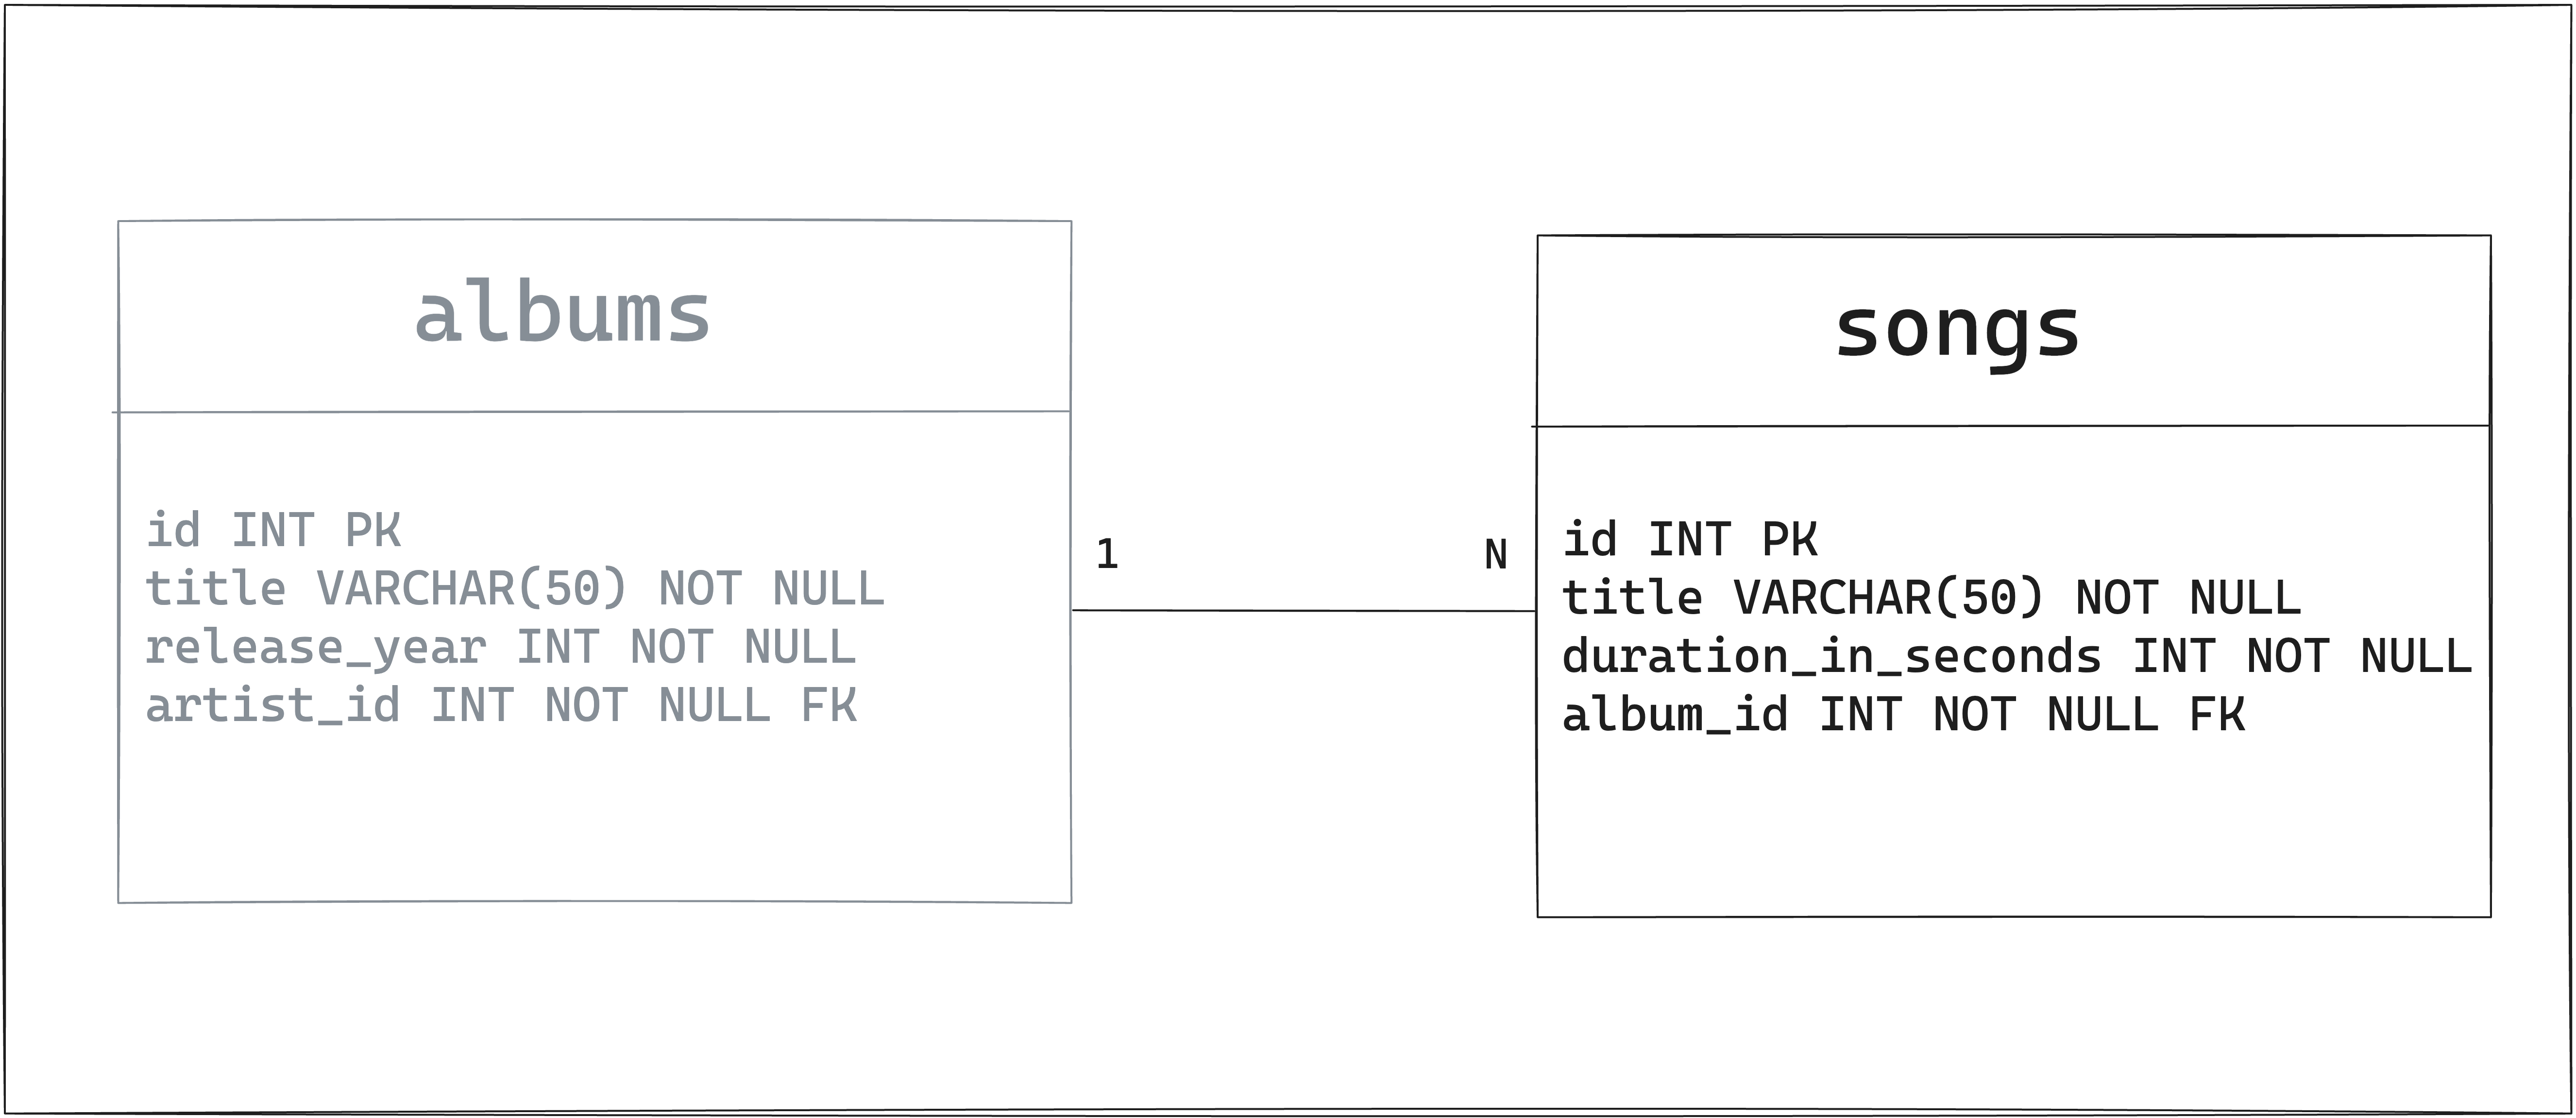 albums
id INT PK
title VARCHAR(50) NOT NULL
release_year INT NOT NULL
artist_id INT NOT NULL FK
1
N
songs
id INT PK
title VARCHAR(50) NOT NULL
duration_in_seconds INT NOT NULL
album_id INT NOT NULL FK